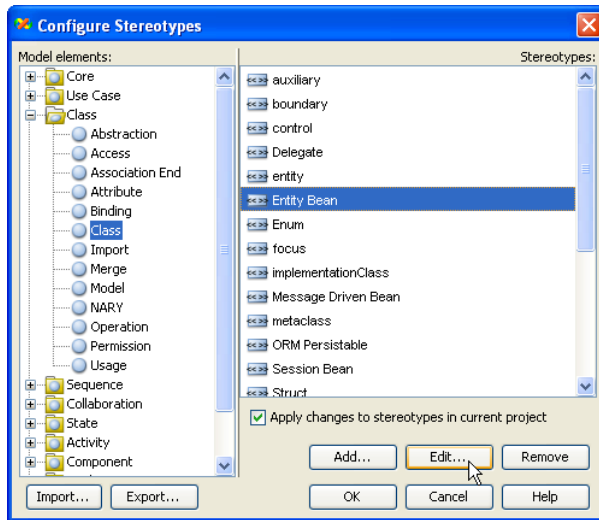 Configure Stereotypes
Model elements:
Core
Use Case
Class
Abstraction
Access
Association End
Attribute
Binding
Class
Import
Merge
Model
NARY
Operation
Permission
Usage
Sequence
Collaboration
State
Activity
Component
Import...
Export...
Stereotypes:
«» auxiliary
«» boundary
«» control
«» Delegate
«» entity
«» Entity Bean
«» Enum
«» focus
«» implementationClass
«» Message Driven Bean
«» metaclass
«» ORM Persistable
«» Session Bean
«» Struct
Apply changes to stereotypes in current project
Add...
Edit...
Remove
OK
Cancel
Help